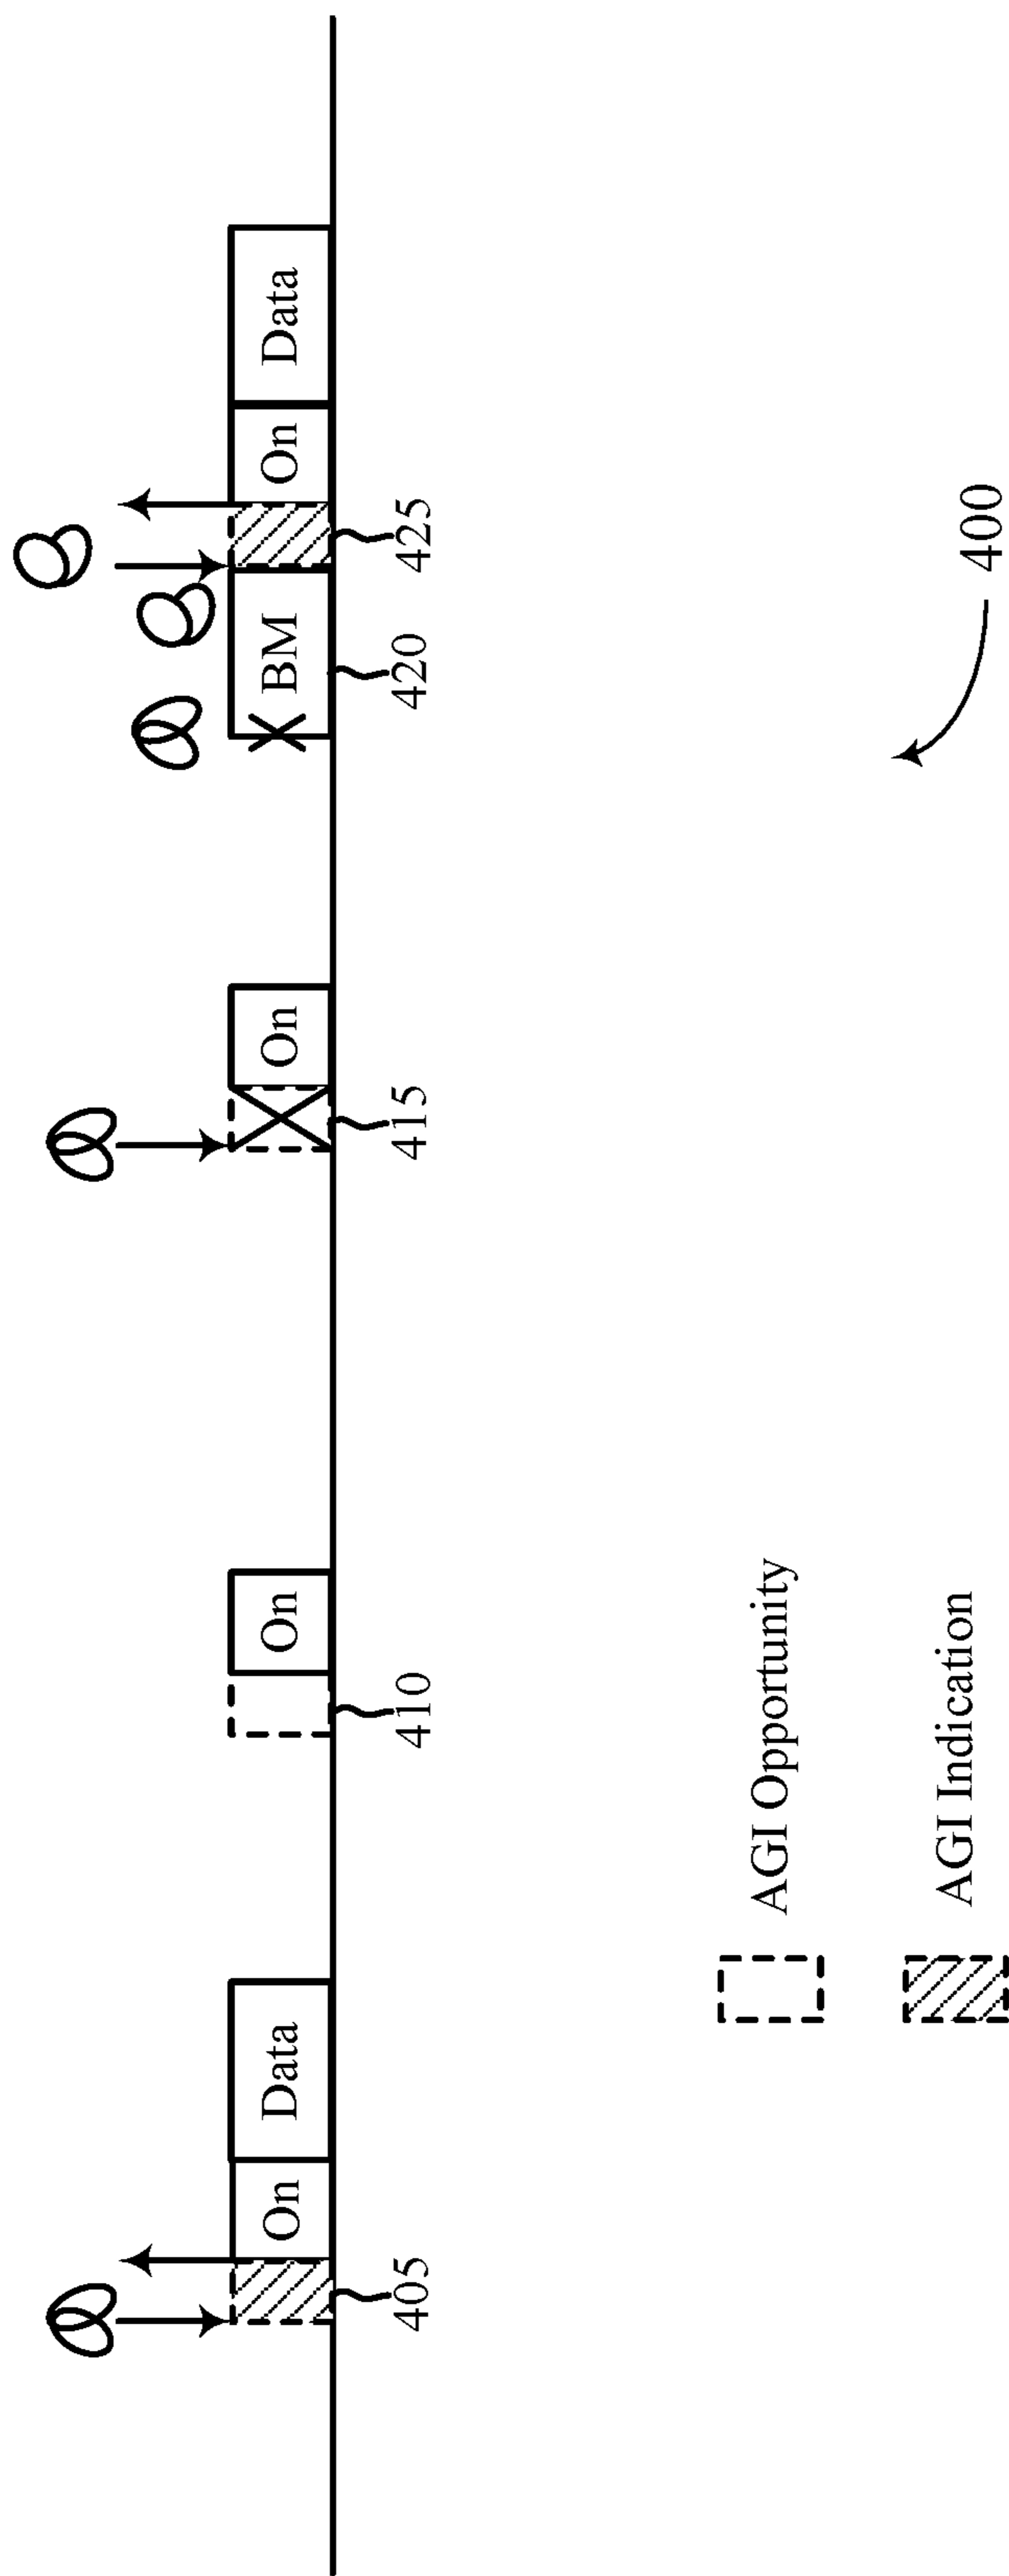 On
Data
On
On
BM
On
Data
405
410
415
420
425
AGI Opportunity
AGI Indication
400